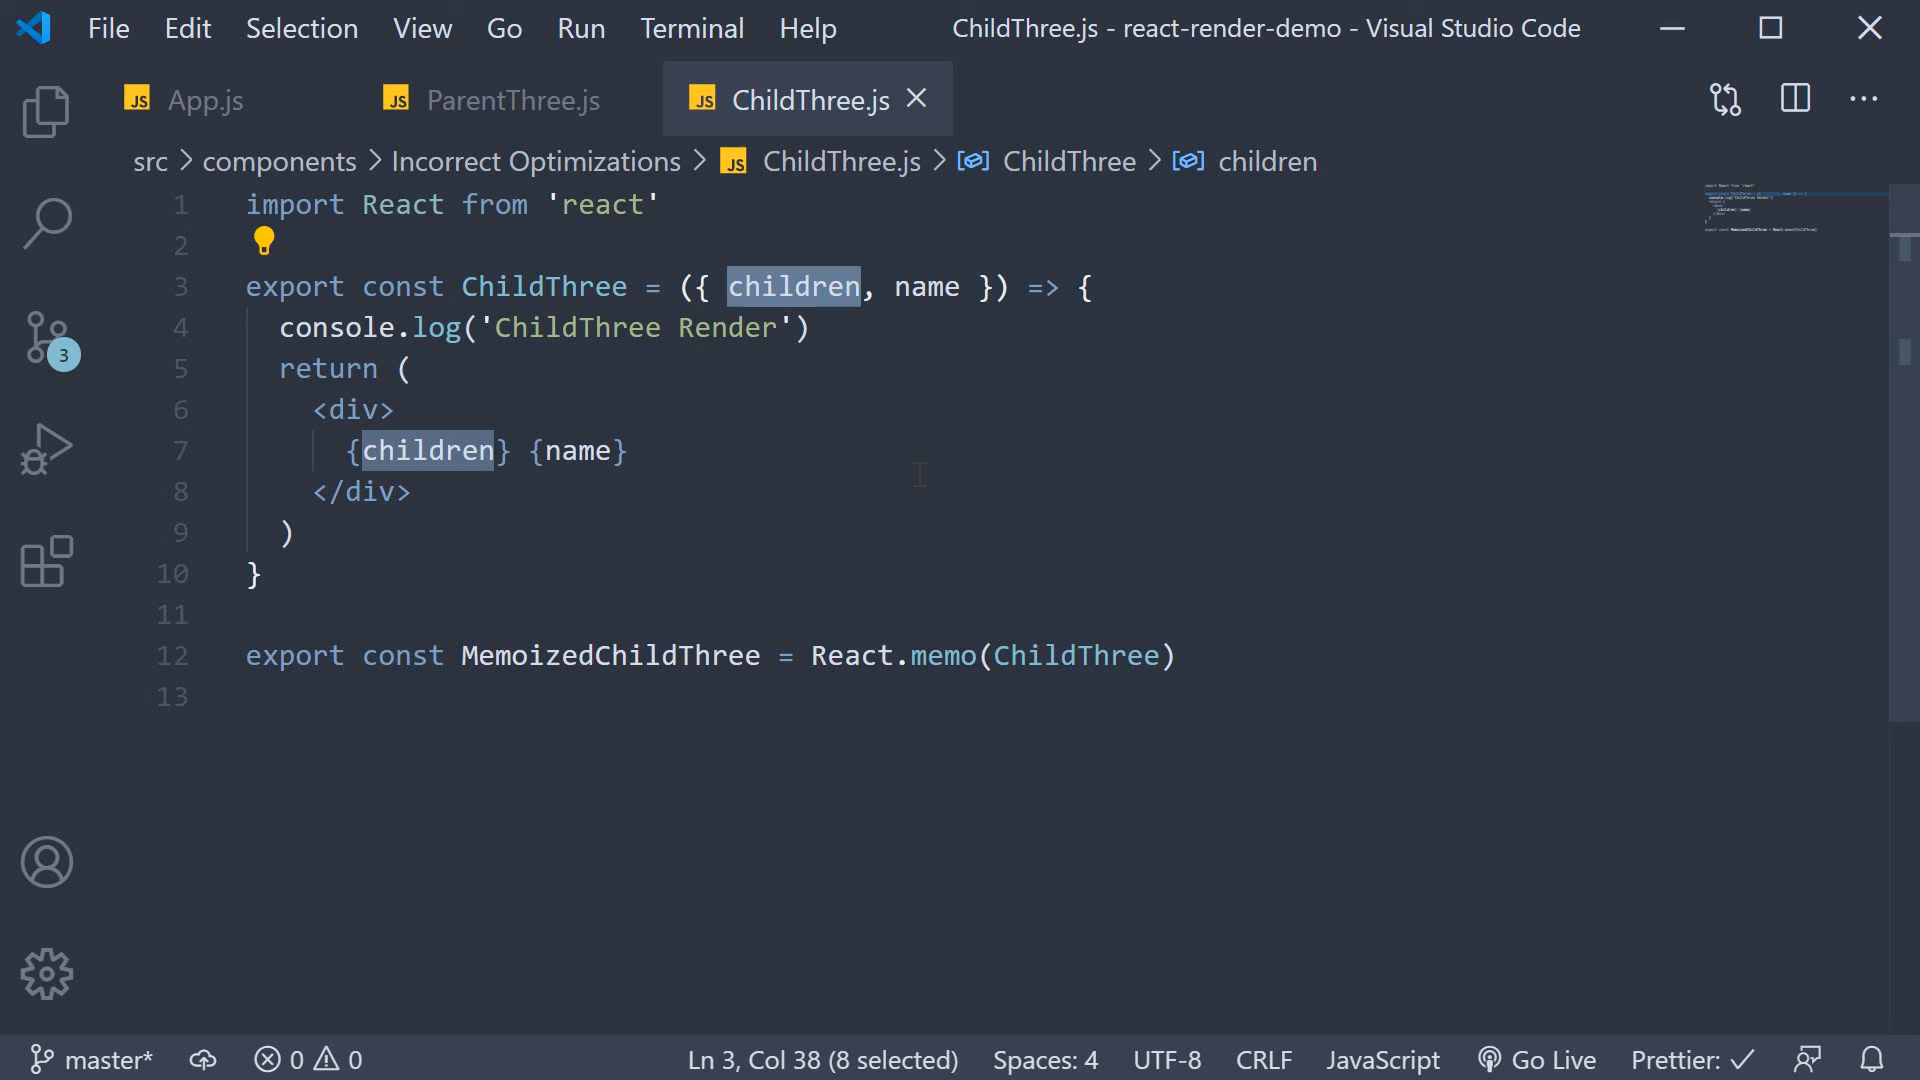 File Edit Selection View Go Run Terminal Help ChildThree.js - react-render-demo - Visual Studio Code
JS App.js JS ParentThree.js JS ChildThree.js
src > components > Incorrect Optimizations > JS ChildThree.js > ChildThree > children
1 import React from 'react'
2
3 export const ChildThree = ({ children, name }) => {
4 console.log('ChildThree Render')
5 return (
6 <div>
7 {children} {name}
8 </div>
9 )
10 }
11
12 export const MemoizedChildThree = React.memo(ChildThree)
13
3
master* 0 0 Ln 3, Col 38 (8 selected) Spaces: 4 UTF-8 CRLF JavaScript Go Live Prettier: ✓